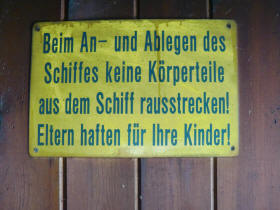 Beim An- und Ablegen des
Schiffes keine Körperteile
aus dem Schiff rausstrecken!
Eltern haften für Ihre Kinder!